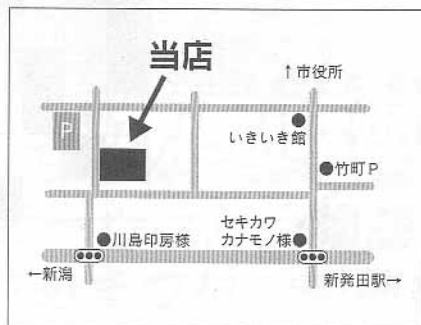 当店
↑市役所
P
いきいき館
●竹町P
●川島印房様
セキカワ
カナモノ様●
←新潟
新発田駅→